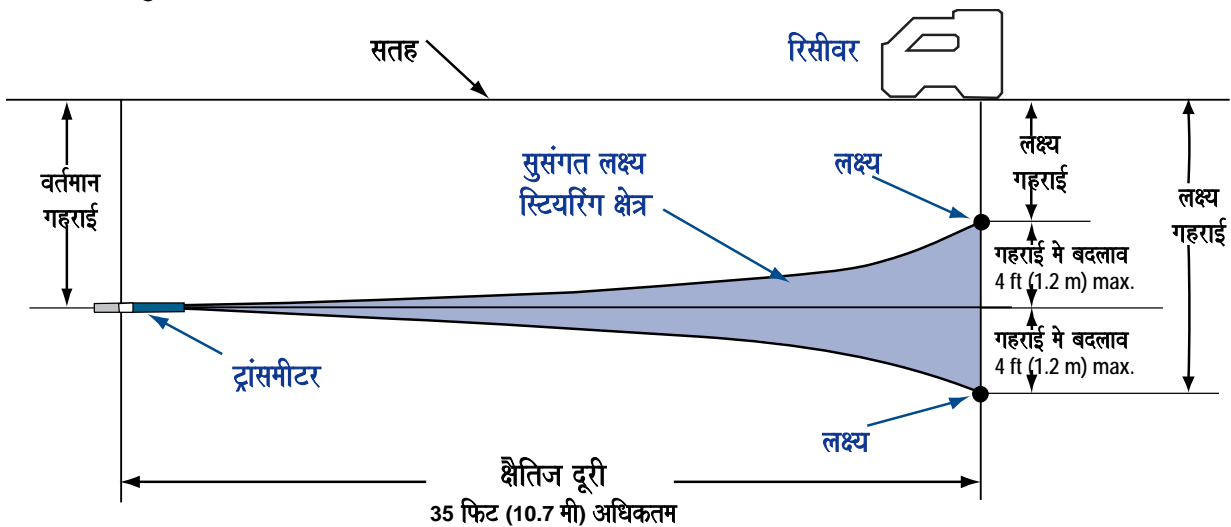 सतह
रिसीवर
वर्तमान
गहराई
सुसंगत लक्ष्य
स्टियरिंग क्षेत्र
लक्ष्य
लक्ष्य
गहराई
लक्ष्य
गहराई
गहराई मे बदलाव
4 ft (1.2 m) max.
गहराई मे बदलाव
4 ft (1.2 m) max.
ट्रांसमीटर
लक्ष्य
क्षैतिज दूरी
35 फिट (10.7 मी) अधिकतम